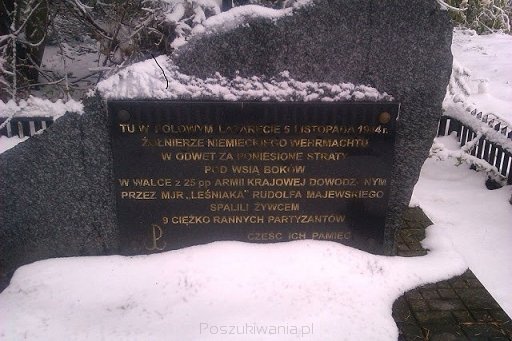 TU W POLOWYM LAZARECIE 5 LISTOPADA 1944r.
ŻOŁNIERZE NIEMIECKIEGO WEHRMACHTU
W ODWET ZA PONIESIONE STRATY
POD WSIĄ BOKÓW
W WALCE z 25 pp ARMII KRAJOWEJ DOWODZONYM
PRZEZ MJR. „LEŚNIAKA" RUDOLFA MAJEWSKIEGO
SPALILI ŻYWCEM
9 CIĘŻKO RANNYCH PARTYZANTÓW
CZEŚĆ ICH PAMIĘCI
Poszukiwania.pl